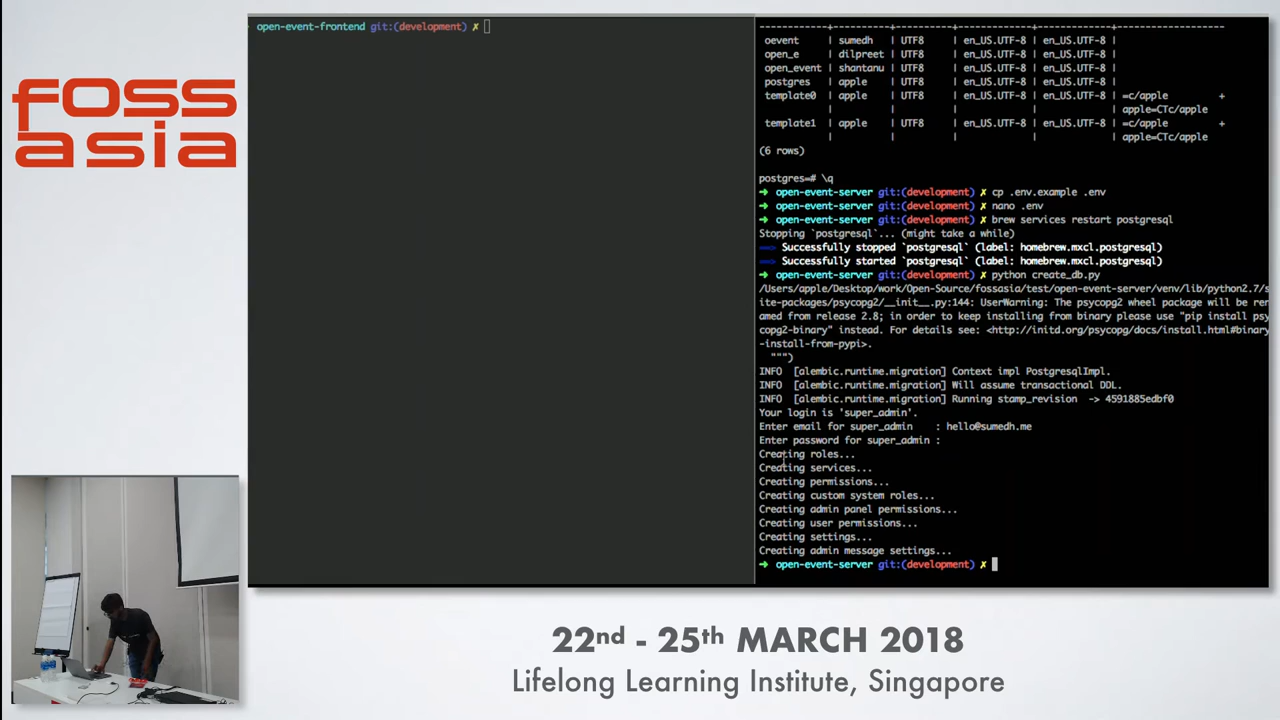 foss
asia
open-event-frontend git:(development) ✗
oevent | sumedh | UTF8 | en_US.UTF-8 | en_US.UTF-8 |
open_e | dilpreet | UTF8 | en_US.UTF-8 | en_US.UTF-8 |
open_event | shantanu | UTF8 | en_US.UTF-8 | en_US.UTF-8 |
postgres | apple | UTF8 | en_US.UTF-8 | en_US.UTF-8 |
template0 | apple | UTF8 | en_US.UTF-8 | en_US.UTF-8 | =c/apple +
| | | | | apple=CTc/apple
template1 | apple | UTF8 | en_US.UTF-8 | en_US.UTF-8 | =c/apple +
| | | | | apple=CTc/apple
(6 rows)
postgres=# \q
➜ open-event-server git:(development) ✗ cp .env.example .env
➜ open-event-server git:(development) ✗ nano .env
➜ open-event-server git:(development) ✗ brew services restart postgresql
Stopping `postgresql`... (might take a while)
==> Successfully stopped `postgresql` (label: homebrew.mxcl.postgresql)
==> Successfully started `postgresql` (label: homebrew.mxcl.postgresql)
➜ open-event-server git:(development) ✗ python create_db.py
/Users/apple/Desktop/work/Open-Source/fossasia/test/open-event-server/venv/lib/python2.7/s
ite-packages/psycopg2/__init__.py:144: UserWarning: The psycopg2 wheel package will be ren
amed from release 2.8; in order to keep installing from binary please use "pip install psy
copg2-binary" instead. For details see: <http://initd.org/psycopg/docs/install.html#binary
-install-from-pypi>.
""")
INFO [alembic.runtime.migration] Context impl PostgresqlImpl.
INFO [alembic.runtime.migration] Will assume transactional DDL.
INFO [alembic.runtime.migration] Running stamp_revision -> 4591885edbf0
Your login is 'super_admin'.
Enter email for super_admin : hello@sumedh.me
Enter password for super_admin :
Creating roles...
Creating services...
Creating permissions...
Creating custom system roles...
Creating admin panel permissions...
Creating user permissions...
Creating settings...
Creating admin message settings...
➜ open-event-server git:(development) ✗
22nd - 25th MARCH 2018
Lifelong Learning Institute, Singapore